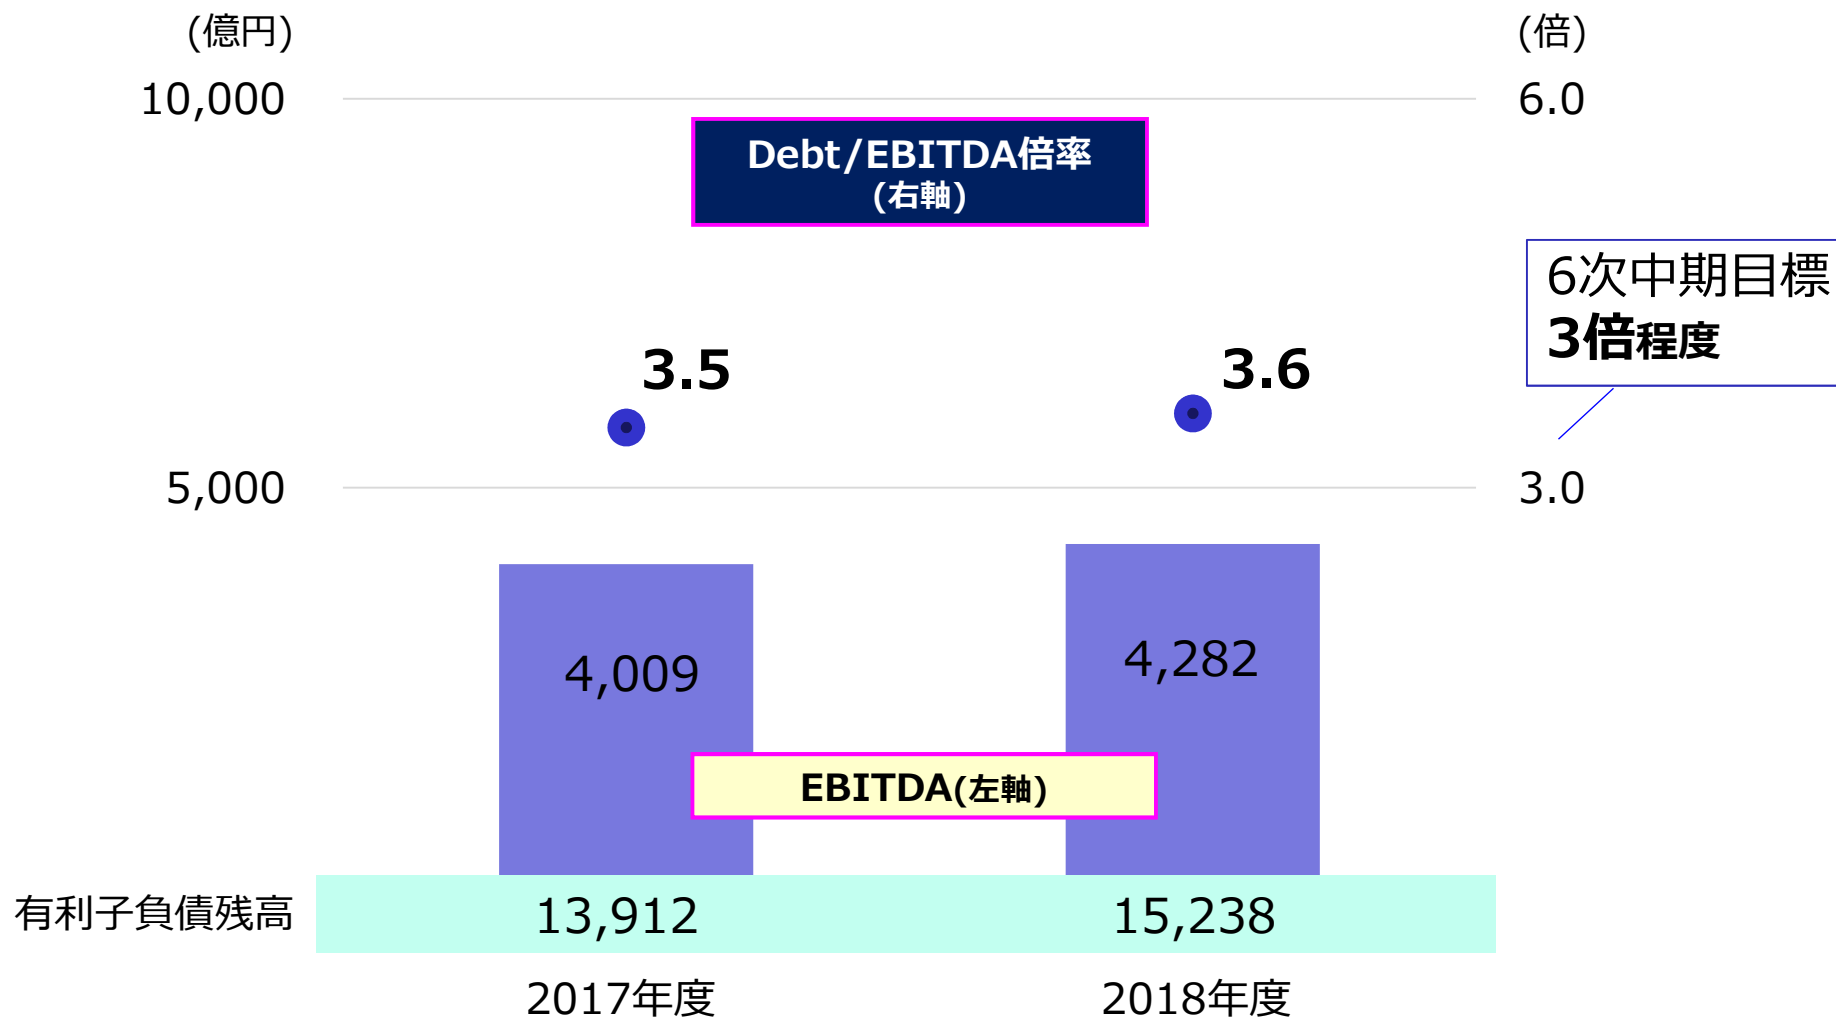 (億円)
(倍)
10,000
6.0
Debt/EBITDA倍率
(右軸)
6次中期目標
3倍程度
3.5
3.6
5,000
3.0
4,009
4,282
EBITDA(左軸)
有利子負債残高
13,912
15,238
2017年度
2018年度